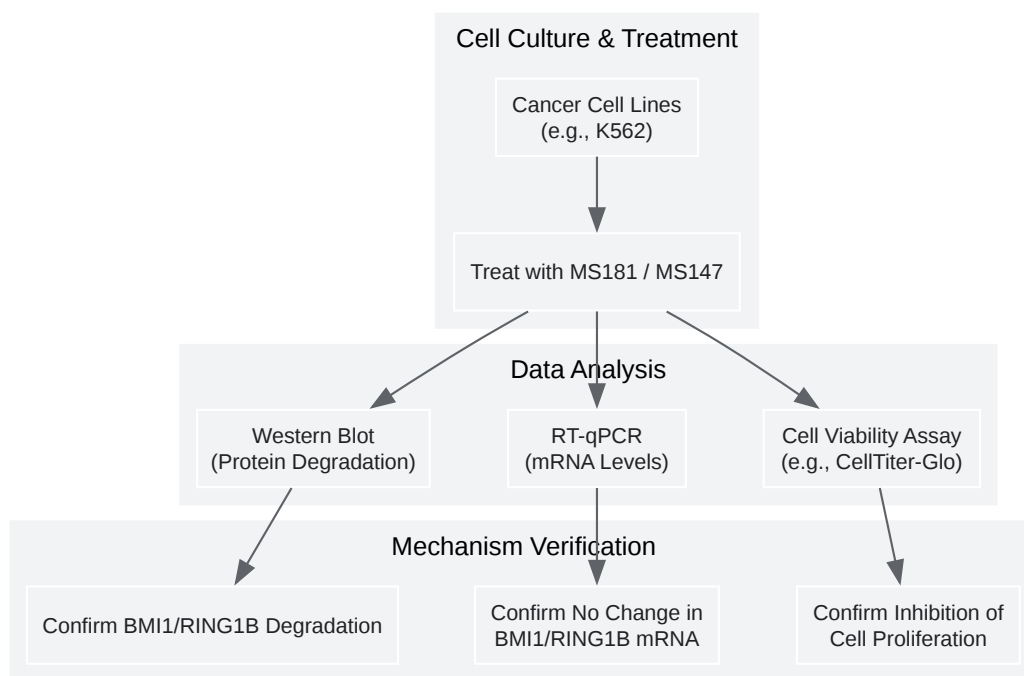 Cell Culture & Treatment
Cancer Cell Lines
(e.g., K562)
Treat with MS181 / MS147
Data Analysis
Western Blot
(Protein Degradation)
RT-qPCR
(mRNA Levels)
Cell Viability Assay
(e.g., CellTiter-Glo)
Mechanism Verification
Confirm BMI1/RING1B Degradation
Confirm No Change in
BMI1/RING1B mRNA
Confirm Inhibition of
Cell Proliferation